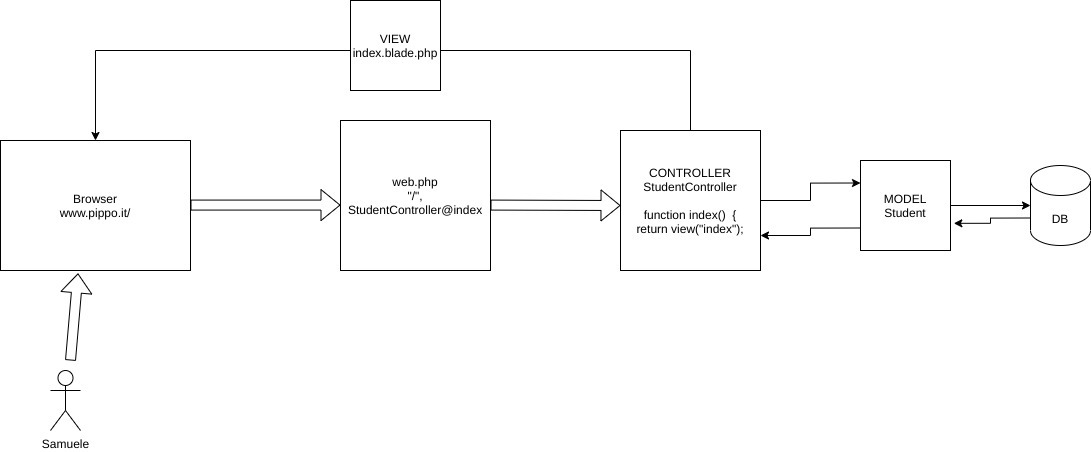 VIEW
index.blade.php
Browser
www.pippo.it/
web.php
"/",
StudentController@index
CONTROLLER
StudentController
function index()  {
return view("index");
MODEL
Student
DB
Samuele